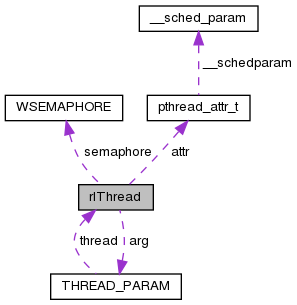 __sched_param
__schedparam
WSEMAPHORE
pthread_attr_t
semaphore
attr
rlThread
thread
arg
THREAD_PARAM